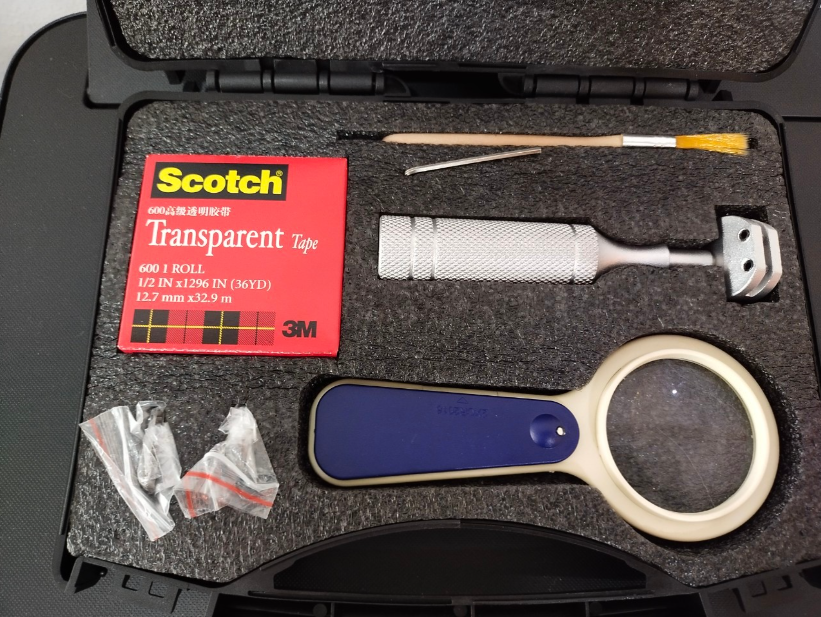 Scotch®
600高级透明胶带
Transparent Tape
600 1 ROLL
1/2 IN x1296 IN (36YD)
12.7 mm x32.9 m
3M